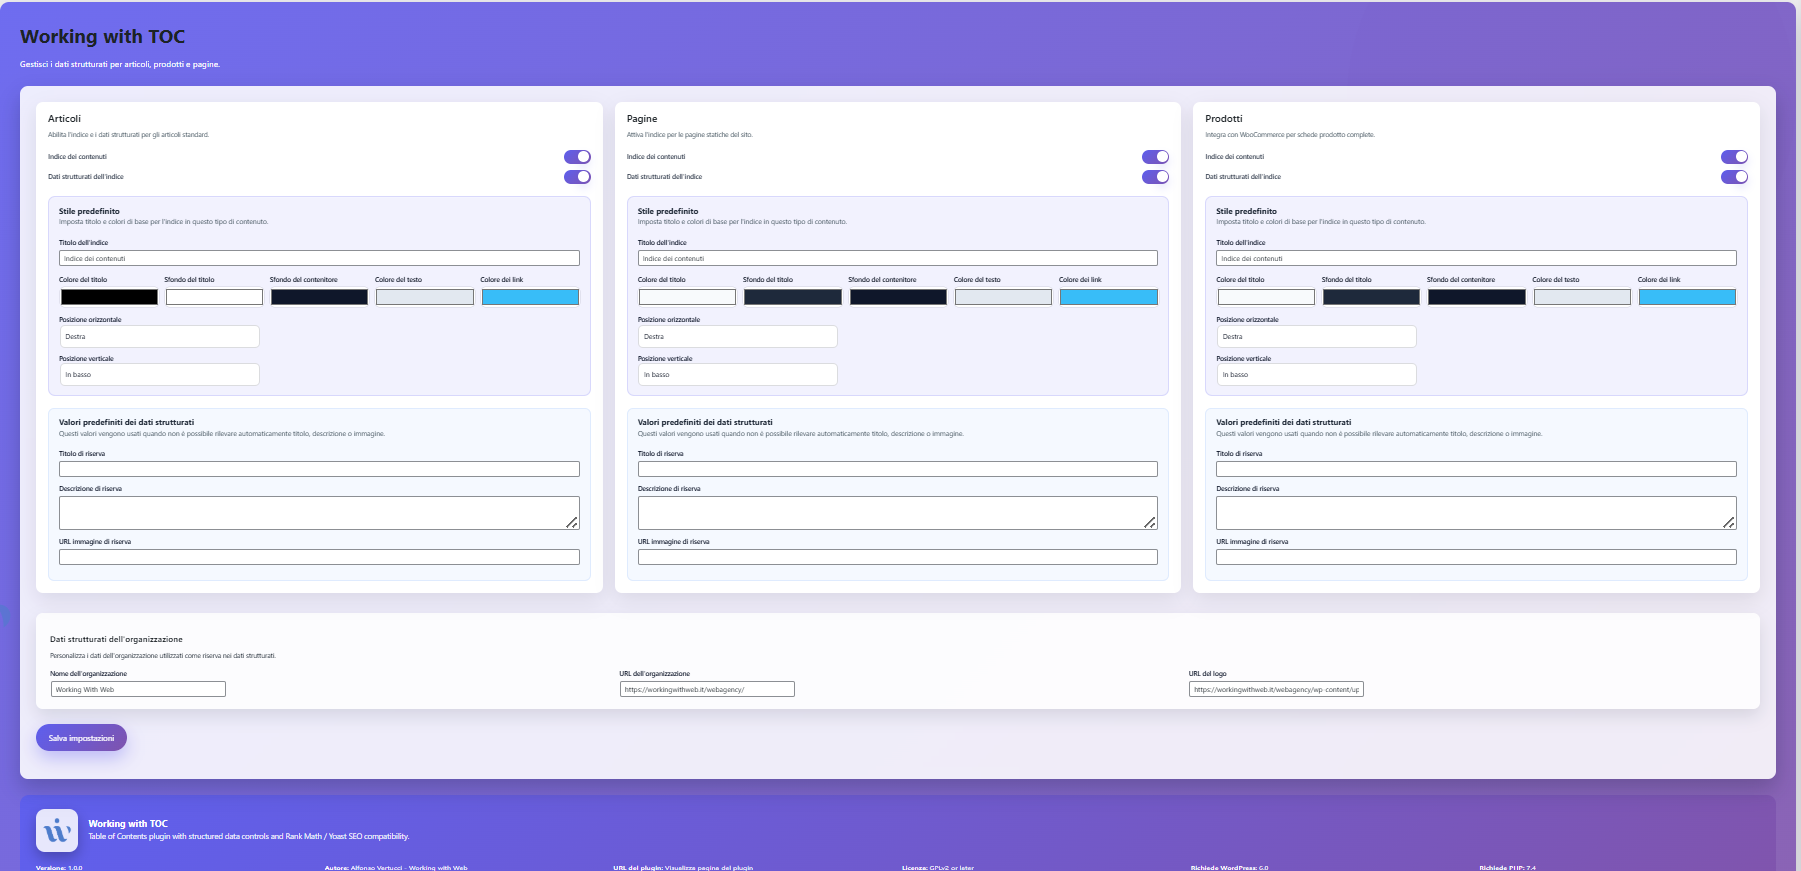 Working with TOC
Gestisci i dati strutturati per articoli, prodotti e pagine.
Articoli
Abilita l'indice e i dati strutturati per gli articoli standard.
Indice dei contenuti
Dati strutturati dell'indice
Stile predefinito
Imposta titolo e colori di base per l'indice in questo tipo di contenuto.
Titolo dell'indice
Indice dei contenuti
Colore del titolo Sfondo del titolo Sfondo del contenitore Colore del testo Colore dei link
Posizione orizzontale
Destra
Posizione verticale
In basso
Valori predefiniti dei dati strutturati
Questi valori vengono usati quando non è possibile rilevare automaticamente titolo, descrizione o immagine.
Titolo di riserva
Descrizione di riserva
URL immagine di riserva
Pagine
Attiva l'indice per le pagine statiche del sito.
Indice dei contenuti
Dati strutturati dell'indice
Stile predefinito
Imposta titolo e colori di base per l'indice in questo tipo di contenuto.
Titolo dell'indice
Indice dei contenuti
Colore del titolo Sfondo del titolo Sfondo del contenitore Colore del testo Colore dei link
Posizione orizzontale
Destra
Posizione verticale
In basso
Valori predefiniti dei dati strutturati
Questi valori vengono usati quando non è possibile rilevare automaticamente titolo, descrizione o immagine.
Titolo di riserva
Descrizione di riserva
URL immagine di riserva
Prodotti
Integra con WooCommerce per schede prodotto complete.
Indice dei contenuti
Dati strutturati dell'indice
Stile predefinito
Imposta titolo e colori di base per l'indice in questo tipo di contenuto.
Titolo dell'indice
Indice dei contenuti
Colore del titolo Sfondo del titolo Sfondo del contenitore Colore del testo Colore dei link
Posizione orizzontale
Destra
Posizione verticale
In basso
Valori predefiniti dei dati strutturati
Questi valori vengono usati quando non è possibile rilevare automaticamente titolo, descrizione o immagine.
Titolo di riserva
Descrizione di riserva
URL immagine di riserva
Dati strutturati dell'organizzazione
Personalizza i dati dell'organizzazione utilizzati come riserva nei dati strutturati.
Nome dell'organizzazione URL dell'organizzazione URL del logo
Working With Web https://workingwithweb.it/webagency/ https://workingwithweb.it/webagency/wp-content/up
Salva impostazioni
Working with TOC
Table of Contents plugin with structured data controls and Rank Math / Yoast SEO compatibility.
Versione: 1.0.0 Autore: Alfonso Vertucci - Working with Web URL del plugin: Visualizza pagina del plugin Licenza: GPLv2 or later Richiede WordPress: 6.0 Richiede PHP: 7.4